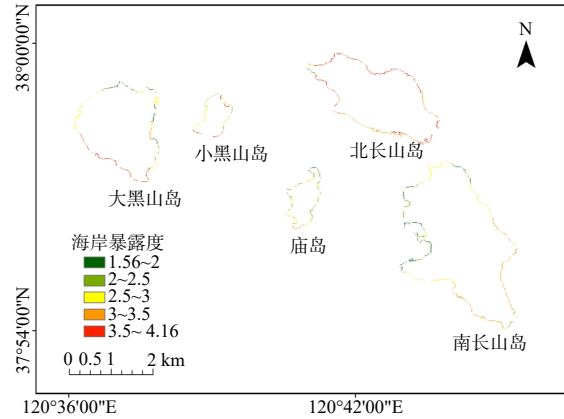 38°00'00"N
N
小黑山岛
北长山岛
大黑山岛
庙岛
海岸暴露度
1.56~2
2~2.5
2.5~3
3~3.5
3.5~ 4.16
南长山岛
37°54'00"N
0 0.5 1 2 km
120°36'00"E
120°42'00"E